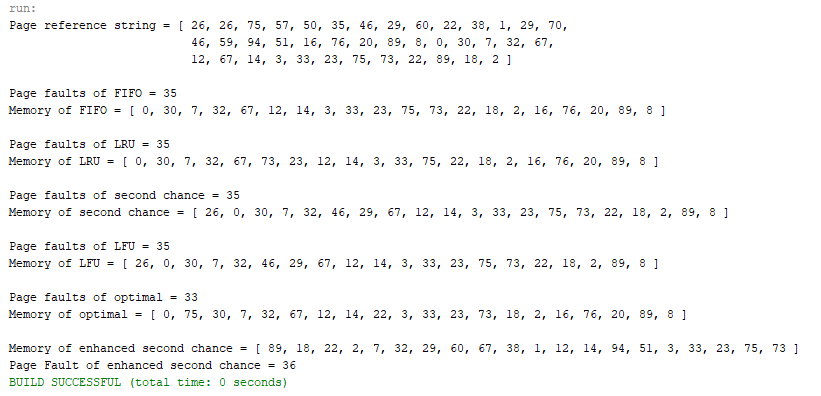 run:
Page reference string = [ 26, 26, 75, 57, 50, 35, 46, 29, 60, 22, 38, 1, 29, 70,
46, 59, 94, 51, 16, 76, 20, 89, 8, 0, 30, 7, 32, 67,
12, 67, 14, 3, 33, 23, 75, 73, 22, 89, 18, 2 ]
Page faults of FIFO = 35
Memory of FIFO = [ 0, 30, 7, 32, 67, 12, 14, 3, 33, 23, 75, 73, 22, 18, 2, 16, 76, 20, 89, 8 ]
Page faults of LRU = 35
Memory of LRU = [ 0, 30, 7, 32, 67, 73, 23, 12, 14, 3, 33, 75, 22, 18, 2, 16, 76, 20, 89, 8 ]
Page faults of second chance = 35
Memory of second chance = [ 26, 0, 30, 7, 32, 46, 29, 67, 12, 14, 3, 33, 23, 75, 73, 22, 18, 2, 89, 8 ]
Page faults of LFU = 35
Memory of LFU = [ 26, 0, 30, 7, 32, 46, 29, 67, 12, 14, 3, 33, 23, 75, 73, 22, 18, 2, 89, 8 ]
Page faults of optimal = 33
Memory of optimal = [ 0, 75, 30, 7, 32, 67, 12, 14, 22, 3, 33, 23, 73, 18, 2, 16, 76, 20, 89, 8 ]
Memory of enhanced second chance = [ 89, 18, 22, 2, 7, 32, 29, 60, 67, 38, 1, 12, 14, 94, 51, 3, 33, 23, 75, 73 ]
Page Fault of enhanced second chance = 36
BUILD SUCCESSFUL (total time: 0 seconds)